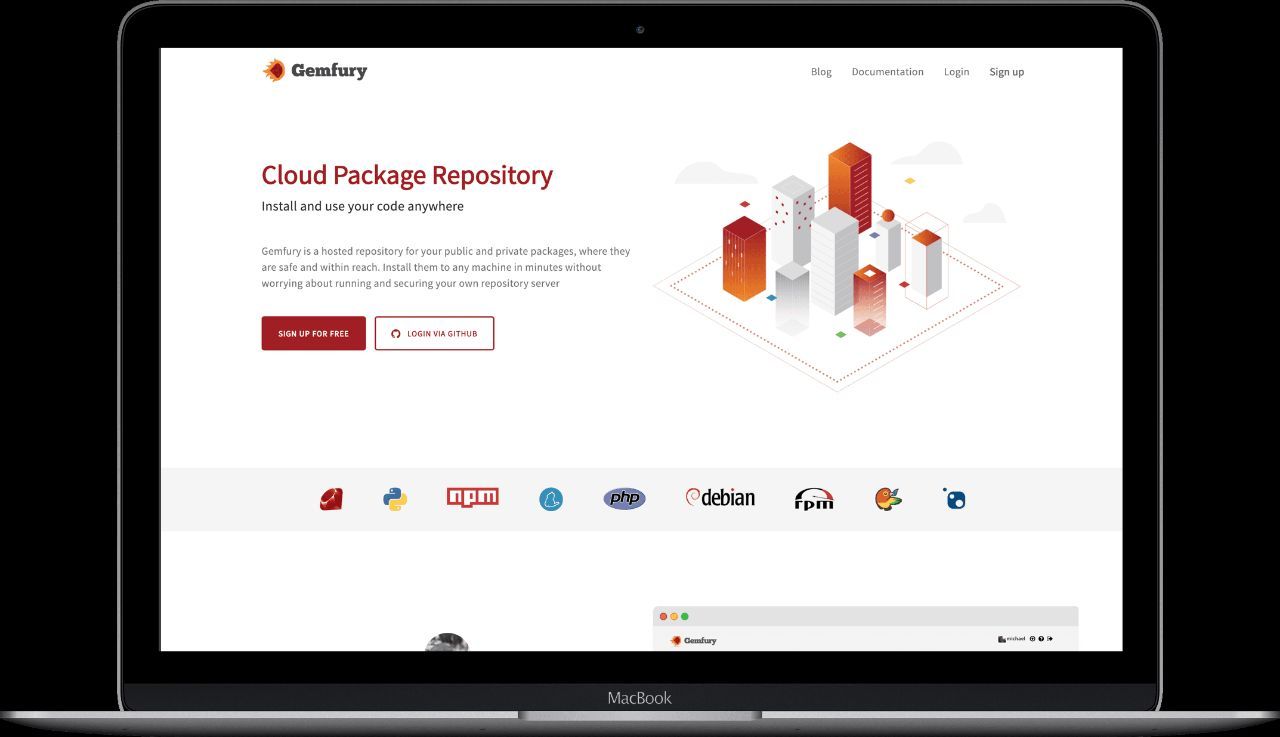 Gemfury
Blog Documentation Login Sign up
Cloud Package Repository
Install and use your code anywhere
Gemfury is a hosted repository for your public and private packages, where they
are safe and within reach. Install them to any machine in minutes without
worrying about running and securing your own repository server
SIGN UP FOR FREE LOGIN VIA GITHUB
npm php debian rpm
Gemfury michael
MacBook